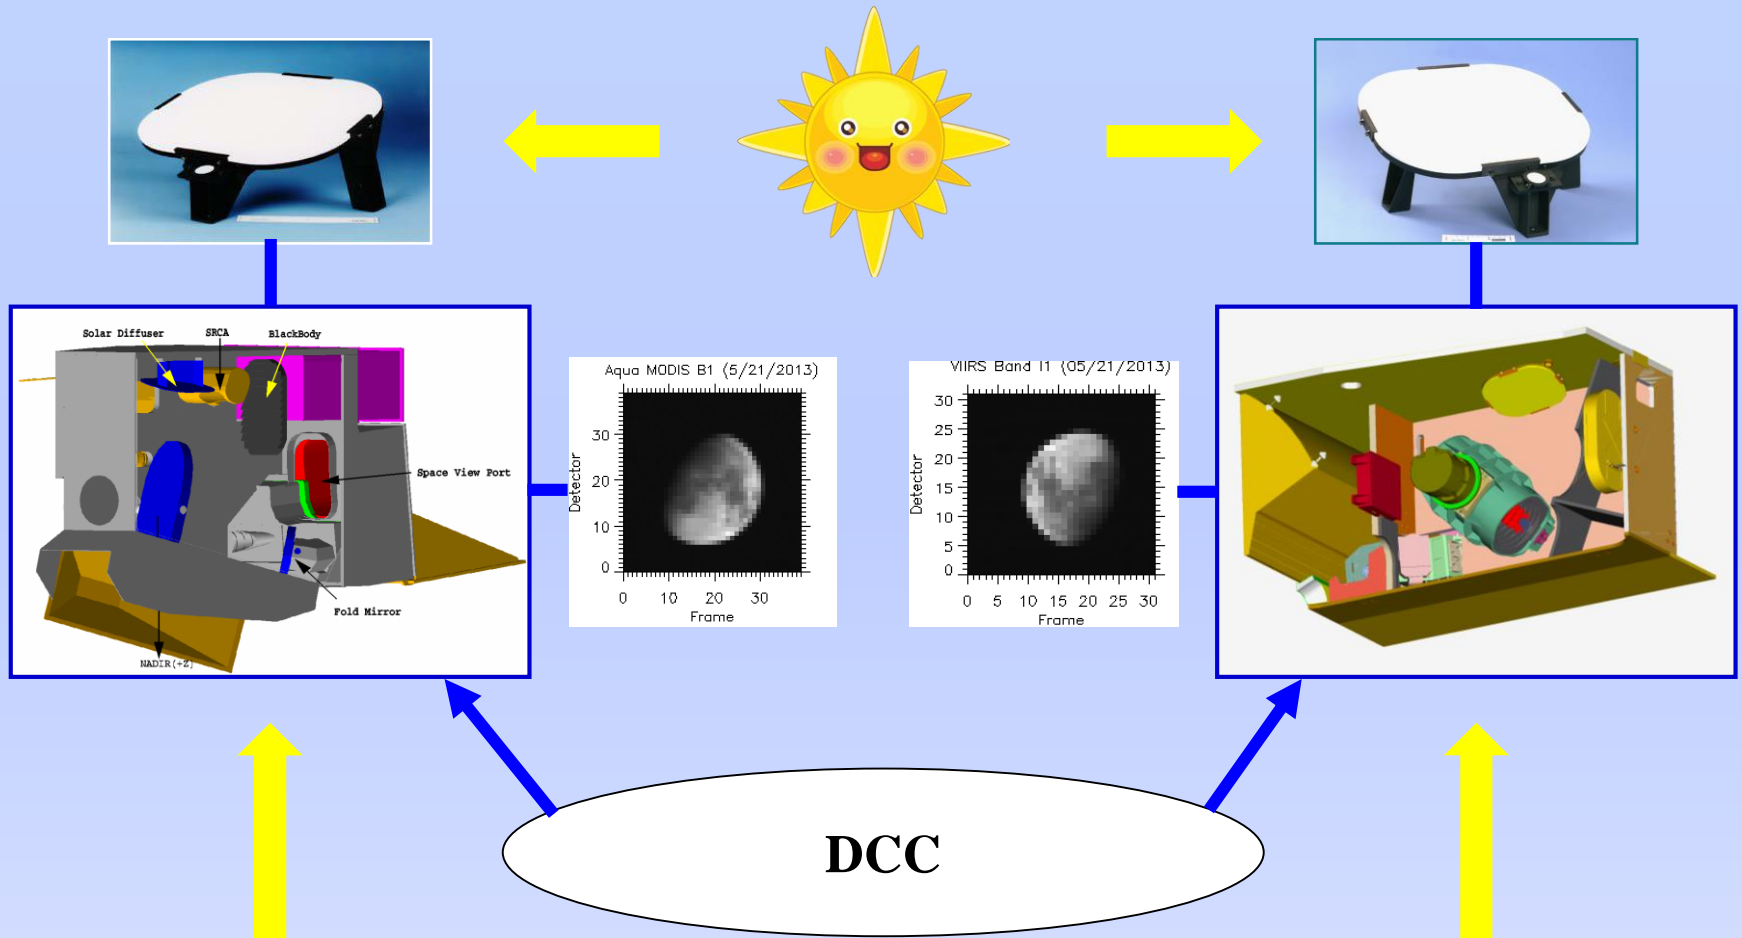 Solar Diffuser
SRCA
BlackBody
Space View Port
Fold Mirror
NADIR(+Z)
Aqua MODIS B1 (5/21/2013)
Detector
30
20
10
0
0 10 20 30
Frame
VIIRS Band I1 (05/21/2013)
Detector
30
25
20
15
10
5
0
0 5 10 15 20 25 30
Frame
DCC